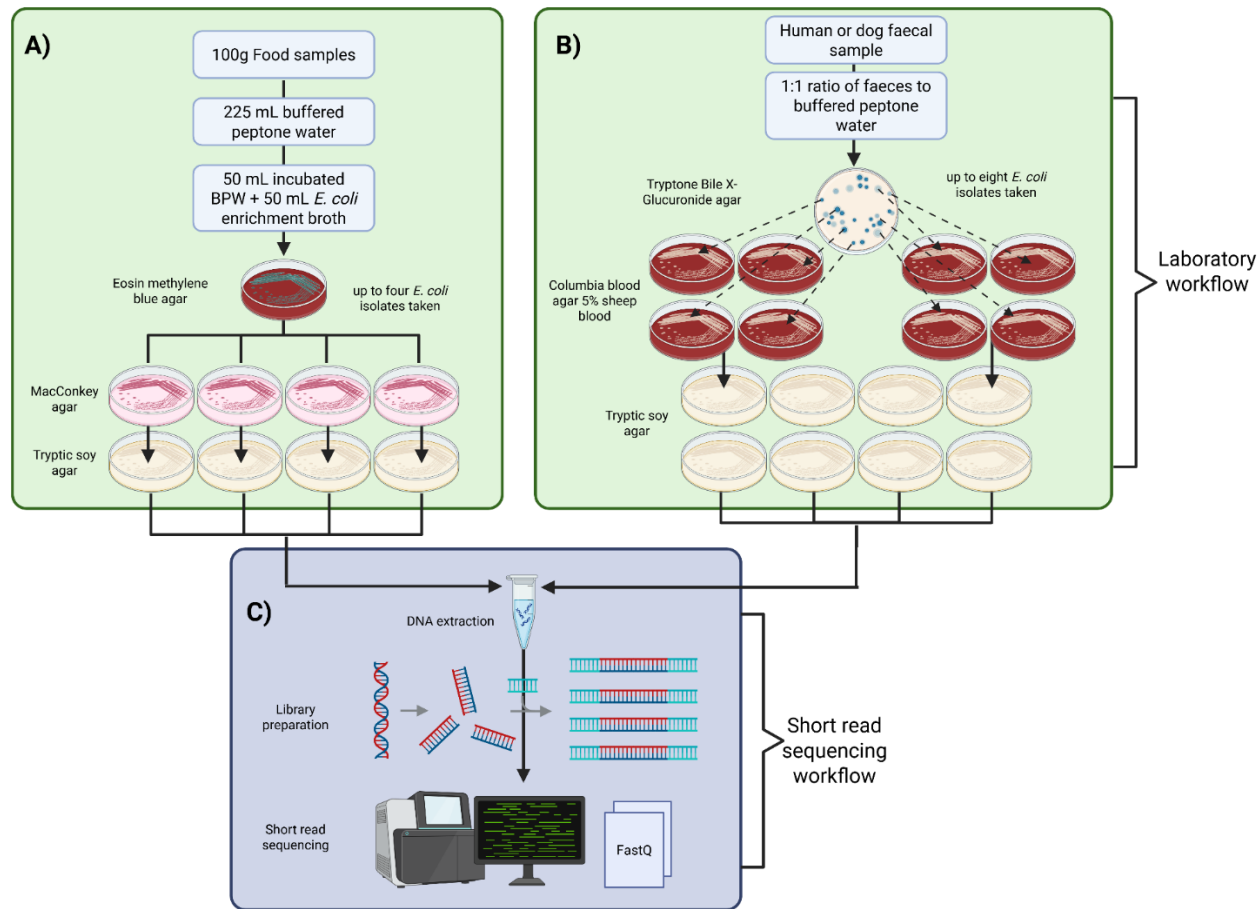 A)
100g Food samples
225 mL buffered
peptone water
50 mL incubated
BPW + 50 mL E. coli
enrichment broth
Eosin methylene
blue agar
up to four E. coli
isolates taken
MacConkey
agar
Tryptic soy
agar
B)
Human or dog faecal
sample
1:1 ratio of faeces to
buffered peptone
water
Tryptone Bile X-
Glucuronide agar
up to eight E. coli
isolates taken
Columbia blood
agar 5% sheep
blood
Tryptic soy
agar
Laboratory
workflow
C)
DNA extraction
Library
preparation
Short read
sequencing
FastQ
Short read
sequencing
workflow